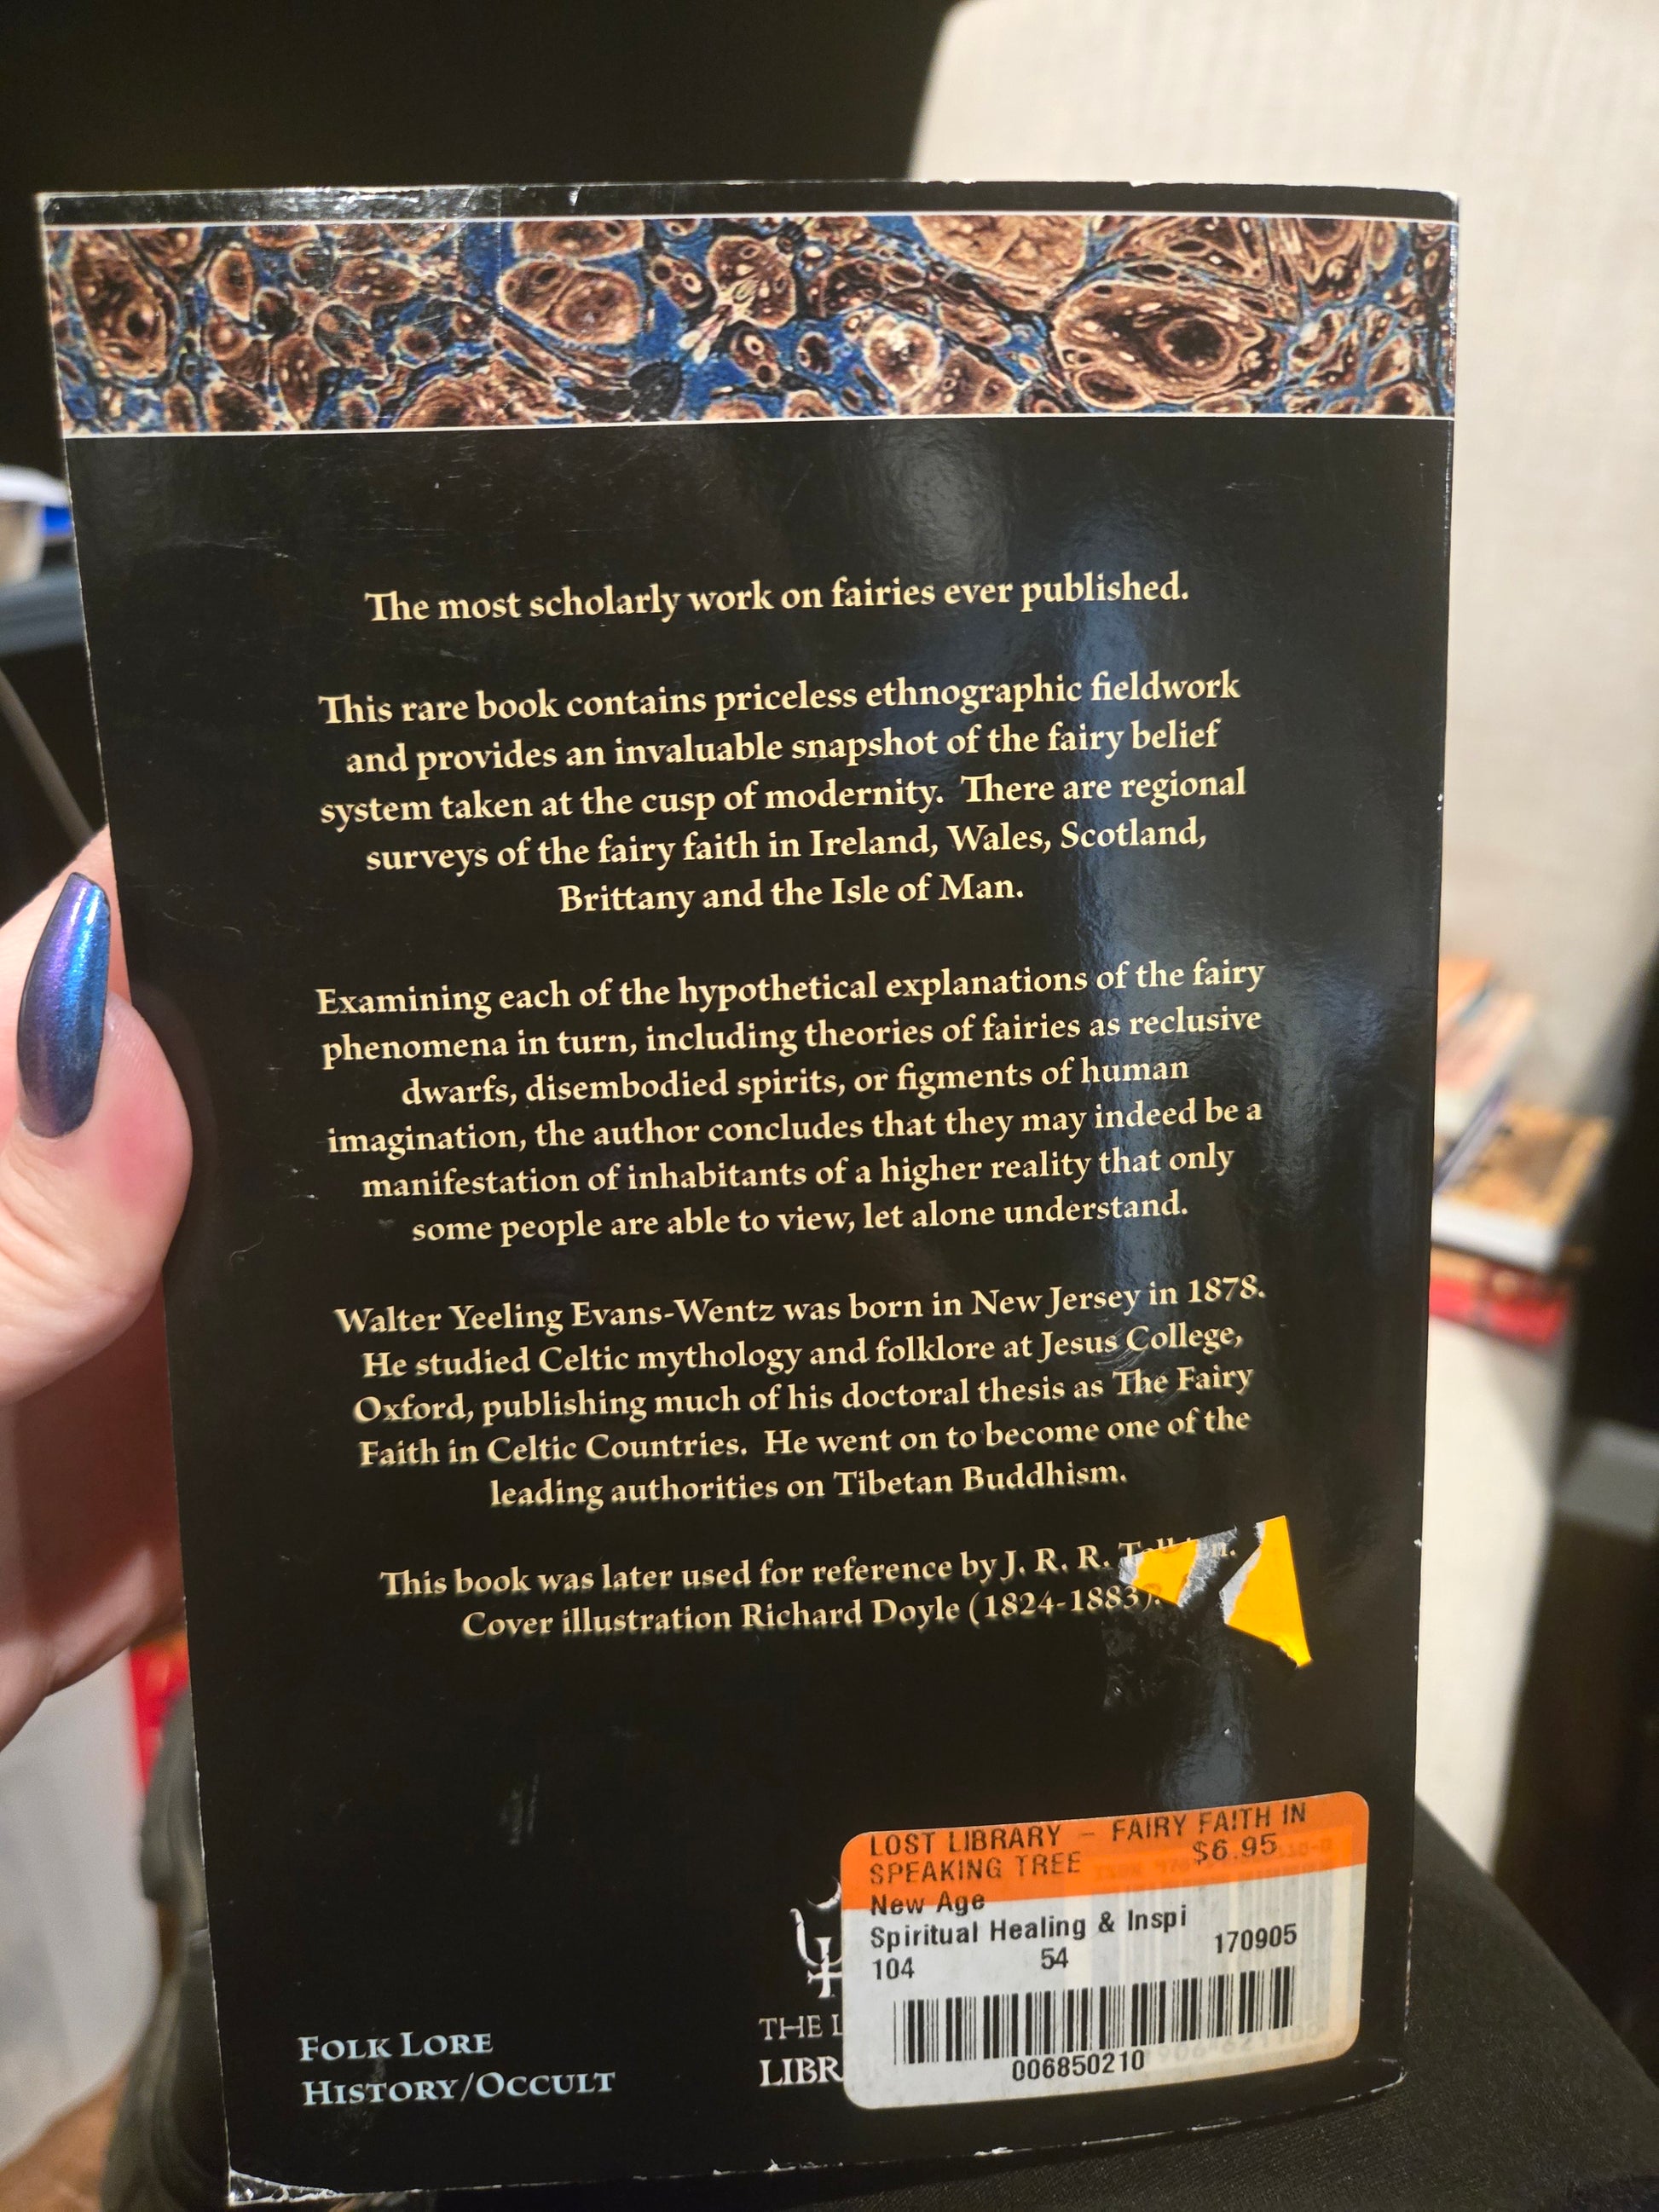 The most scholarly work on fairies ever published.
This rare book contains priceless ethnographic fieldwork
and provides an invaluable snapshot of the fairy belief
system taken at the cusp of modernity. There are regional
surveys of the fairy faith in Ireland, Wales, Scotland,
Brittany and the Isle of Man.
Examining each of the hypothetical explanations of the fairy
phenomena in turn, including theories of fairies as reclusive
dwarfs, disembodied spirits, or figments of human
imagination, the author concludes that they may indeed be a
manifestation of inhabitants of a higher reality that only
some people are able to view, let alone understand.
Walter Yeeling Evans-Wentz was born in New Jersey in 1878.
He studied Celtic mythology and folklore at Jesus College,
Oxford, publishing much of his doctoral thesis as The Fairy
Faith in Celtic Countries. He went on to become one of the
leading authorities on Tibetan Buddhism.
This book was later used for reference by J. R. R.
Cover illustration Richard Doyle (1824-1883).
LOST LIBRARY - FAIRY FAITH IN
SPEAKING TREE $6.95
New Age
Spiritual Healing & Inspi
104 54 170905
006850210
THE L
LIBR
FOLK LORE
HISTORY/OCCULT